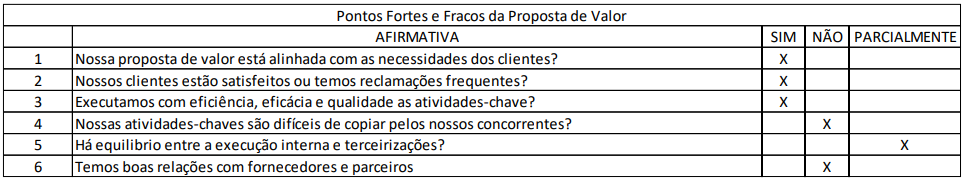 Pontos Fortes e Fracos da Proposta de Valor
AFIRMATIVA SIM NÃO PARCIALMENTE
1 Nossa proposta de valor está alinhada com as necessidades dos clientes? X
2 Nossos clientes estão satisfeitos ou temos reclamações frequentes? X
3 Executamos com eficiência, eficácia e qualidade as atividades-chave? X
4 Nossas atividades-chaves são difíceis de copiar pelos nossos concorrentes? X
5 Há equilibrio entre a execução interna e terceirizações? X
6 Temos boas relações com fornecedores e parceiros X